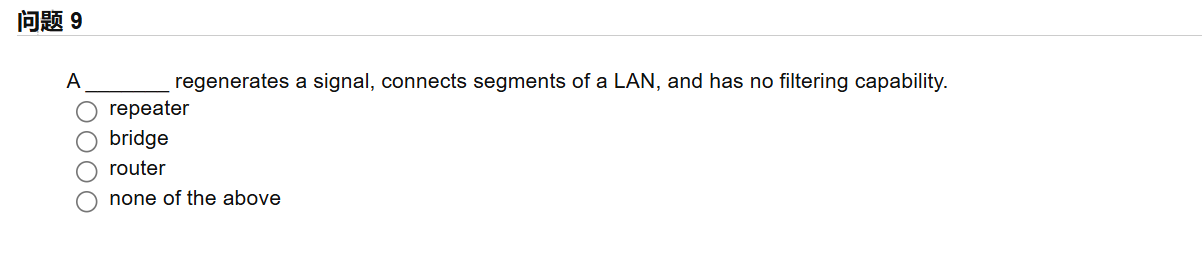 问题 9
A ________ regenerates a signal, connects segments of a LAN, and has no filtering capability.
repeater
bridge
router
none of the above